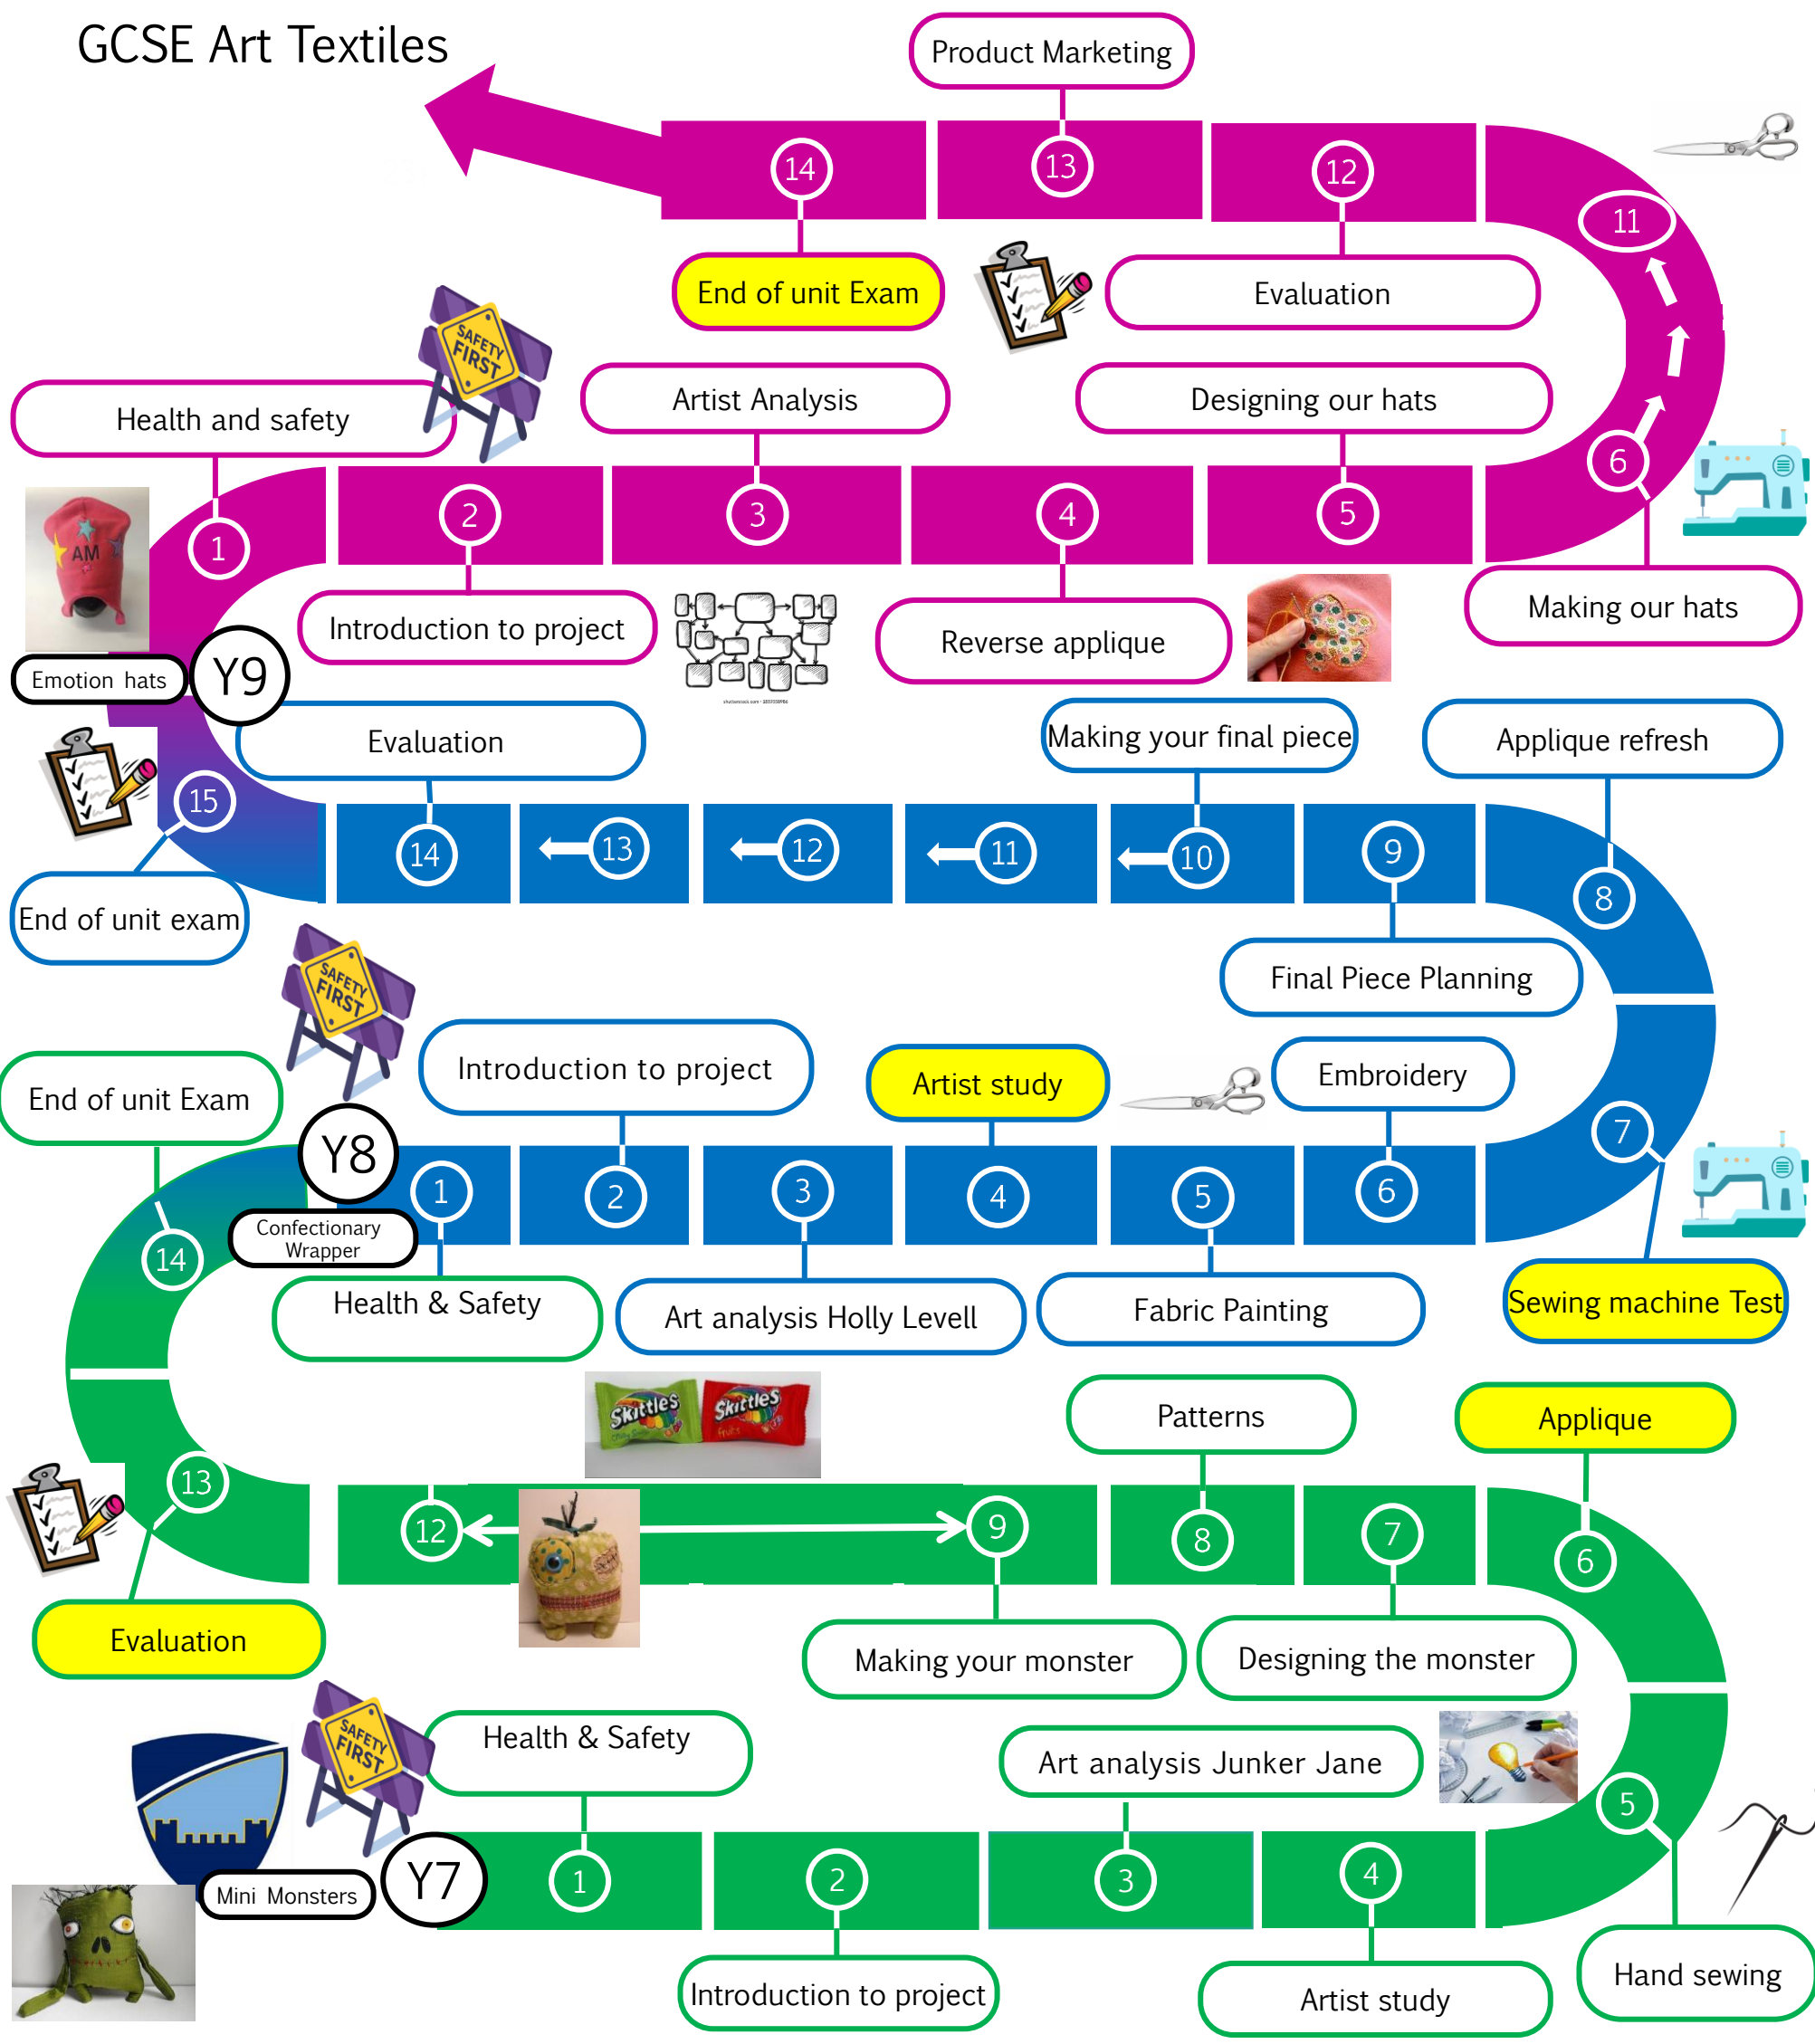 GCSE Art Textiles
Product Marketing
14
13
12
11
End of unit Exam
Evaluation
SAFETY
FIRST
Health and safety
Artist Analysis
Designing our hats
6
1
2
3
4
5
AM
Introduction to project
Reverse applique
Making our hats
Emotion hats
Y9
Evaluation
Making your final piece
Applique refresh
15
14
13
12
11
10
9
8
End of unit exam
Final Piece Planning
SAFETY
FIRST
End of unit Exam
Introduction to project
Artist study
Embroidery
7
Y8
1
2
3
4
5
6
Confectionary
Wrapper
14
Health & Safety
Art analysis Holly Levell
Fabric Painting
Sewing machine Test
Skittles
Skittles
fruits
Patterns
Applique
13
12
9
8
7
6
Evaluation
Making your monster
Designing the monster
SAFETY
FIRST
Health & Safety
Art analysis Junker Jane
5
Mini Monsters
Y7
1
2
3
4
Introduction to project
Artist study
Hand sewing